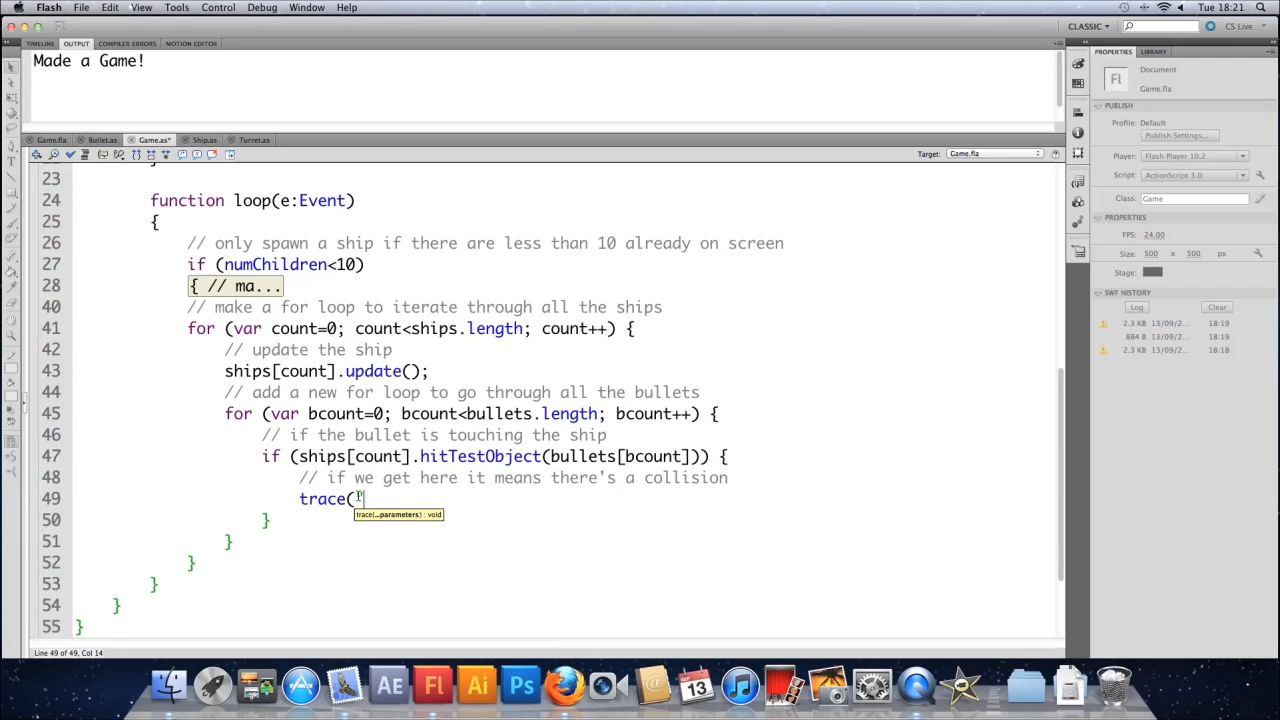 Flash File Edit View Tools Control Debug Window Help Tue 18:21
CLASSIC CS Live
TIMELINE OUTPUT COMPILER ERRORS MOTION EDITOR
Made a Game!
Game.fla Bullet.as Game.as* Ship.as Turret.as
Target: Game.fla
23
24 function loop(e:Event)
25 {
26 // only spawn a ship if there are less than 10 already on screen
27 if (numChildren<10)
28 { // ma...
40 // make a for loop to iterate through all the ships
41 for (var count=0; count<ships.length; count++) {
42 // update the ship
43 ships[count].update();
44 // add a new for loop to go through all the bullets
45 for (var bcount=0; bcount<bullets.length; bcount++) {
46 // if the bullet is touching the ship
47 if (ships[count].hitTestObject(bullets[bcount])) {
48 // if we get here it means there's a collision
49 trace("
trace(...parameters) : void
50 }
51 }
52 }
53 }
54 }
55 }
Line 49 of 49, Col 14
PROPERTIES LIBRARY
Fl
Document
Game.fla
PUBLISH
Profile: Default
Publish Settings...
Player: Flash Player 10.2
Script: ActionScript 3.0
Class: Game
PROPERTIES
FPS: 24.00
Size: 500 x 500 px
Stage:
SWF HISTORY
Log Clear
2.3 KB 13/09/2... 18:19
884 B 13/09/2... 18:19
2.3 KB 13/09/2... 18:18
AE Fl Ai Ps
SEP
13